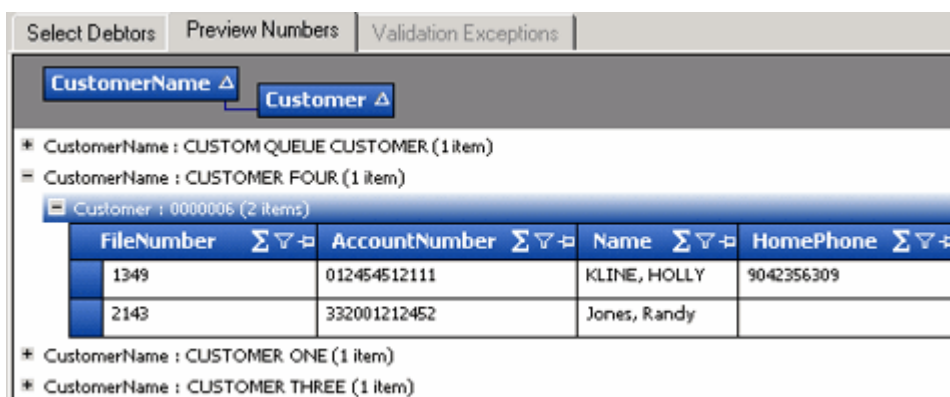 Select Debtors Preview Numbers Validation Exceptions
CustomerName
Customer
CustomerName : CUSTOM QUEUE CUSTOMER (1 item)
CustomerName : CUSTOMER FOUR (1 item)
Customer : 0000006 (2 items)
FileNumber AccountNumber Name HomePhone
1349 012454512111 KLINE, HOLLY 9042356309
2143 332001212452 Jones, Randy
CustomerName : CUSTOMER ONE (1 item)
CustomerName : CUSTOMER THREE (1 item)